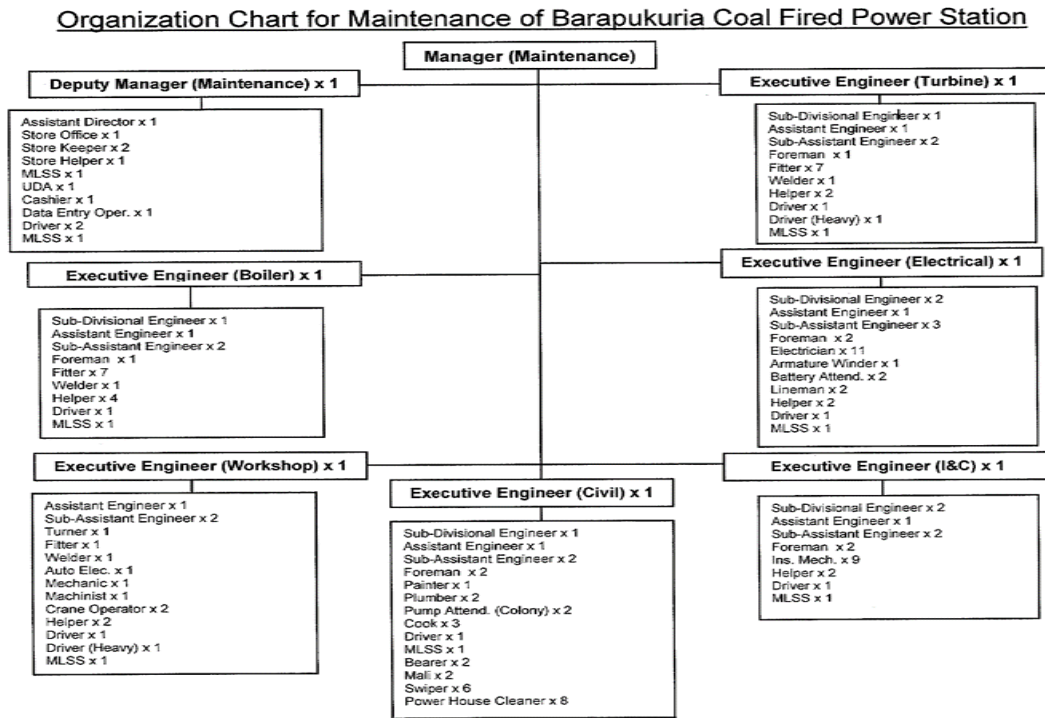 Organization Chart for Maintenance of Barapukuria Coal Fired Power Station
Manager (Maintenance)
Deputy Manager (Maintenance) x 1
Assistant Director x 1
Store Office x 1
Store Keeper x 2
Store Helper x 1
MLSS x 1
UDA x 1
Cashier x 1
Data Entry Oper. x 1
Driver x 2
MLSS x 1
Executive Engineer (Turbine) x 1
Sub-Divisional Engineer x 1
Assistant Engineer x 1
Sub-Assistant Engineer x 2
Foreman x 1
Fitter x 7
Welder x 1
Helper x 2
Driver x 1
Driver (Heavy) x 1
MLSS x 1
Executive Engineer (Boiler) x 1
Sub-Divisional Engineer x 1
Assistant Engineer x 1
Sub-Assistant Engineer x 2
Foreman x 1
Fitter x 7
Welder x 1
Helper x 4
Driver x 1
MLSS x 1
Executive Engineer (Electrical) x 1
Sub-Divisional Engineer x 2
Assistant Engineer x 1
Sub-Assistant Engineer x 3
Foreman x 2
Electrician x 11
Armature Winder x 1
Battery Attend. x 2
Lineman x 2
Helper x 2
Driver x 1
MLSS x 1
Executive Engineer (Workshop) x 1
Assistant Engineer x 1
Sub-Assistant Engineer x 2
Turner x 1
Fitter x 1
Welder x 1
Auto Elec. x 1
Mechanic x 1
Machinist x 1
Crane Operator x 2
Helper x 2
Driver x 1
Driver (Heavy) x 1
MLSS x 1
Executive Engineer (Civil) x 1
Sub-Divisional Engineer x 1
Assistant Engineer x 1
Sub-Assistant Engineer x 2
Foreman x 2
Painter x 1
Plumber x 2
Pump Attend. (Colony) x 2
Cook x 3
Driver x 1
MLSS x 1
Bearer x 2
Mali x 2
Swiper x 6
Power House Cleaner x 8
Executive Engineer (I&C) x 1
Sub-Divisional Engineer x 2
Assistant Engineer x 1
Sub-Assistant Engineer x 2
Foreman x 2
Ins. Mech. x 9
Helper x 2
Driver x 1
MLSS x 1